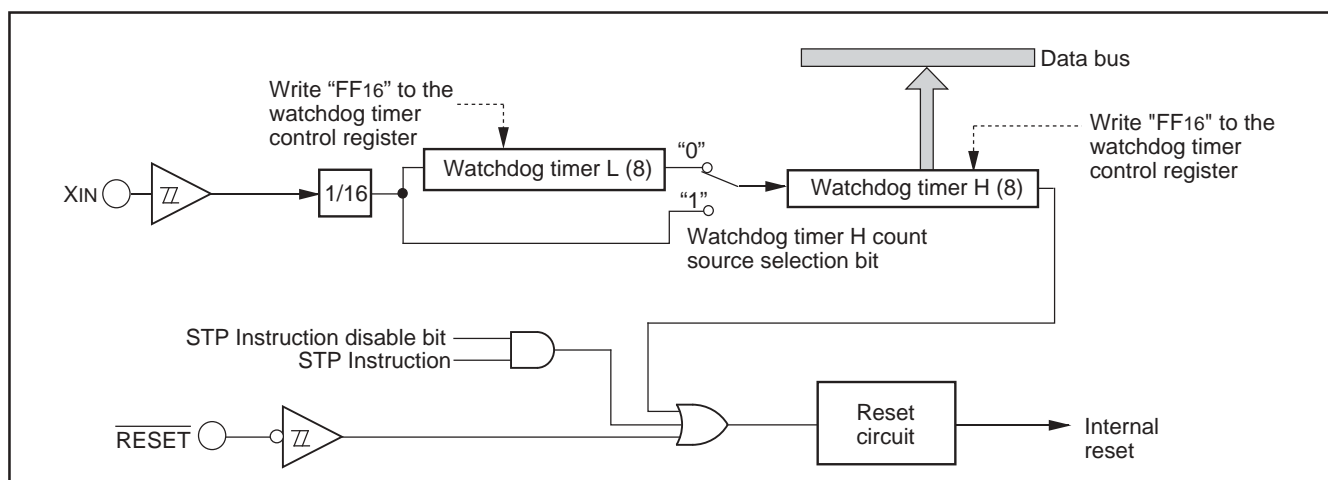 Data bus
Write “FF16” to the
watchdog timer
control register
Write "FF16" to the
watchdog timer
control register
XIN
1/16
Watchdog timer L (8)
“0”
“1”
Watchdog timer H (8)
Watchdog timer H count
source selection bit
STP Instruction disable bit
STP Instruction
RESET
Reset
circuit
Internal
reset